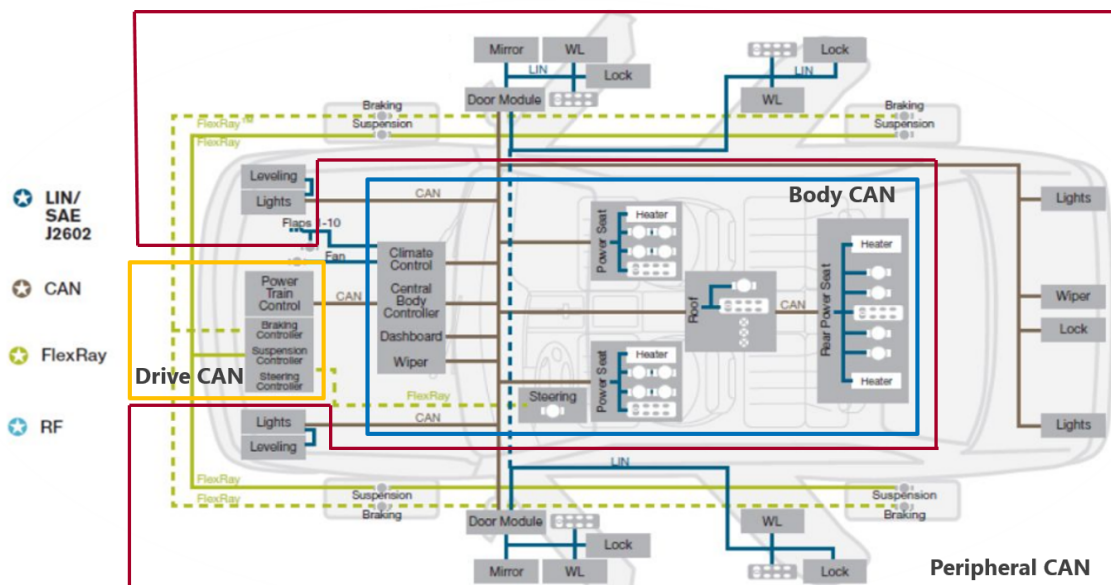 Mirror
WL
Lock
LIN
Door Module
Lock
LIN
WL
Braking
Suspension
FlexRay™
FlexRay
Braking
Suspension
LIN/
SAE
J2602
CAN
FlexRay
RF
Leveling
Lights
CAN
Flaps 1-10
Fan
Body CAN
Climate
Control
Central
Body
Controller
Dashboard
Wiper
Power Seat
Heater
Roof
CAN
Rear Power Seat
Heater
Heater
Power Seat
Heater
Steering
Lights
Wiper
Lock
Lights
Power
Train
Control
CAN
Braking
Controller
Suspension
Controller
Steering
Controller
Drive CAN
FlexRay
Lights
Leveling
CAN
LIN
FlexRay
FlexRay
Suspension
Braking
Suspension
Braking
Door Module
Lock
Mirror
WL
WL
Lock
Peripheral CAN